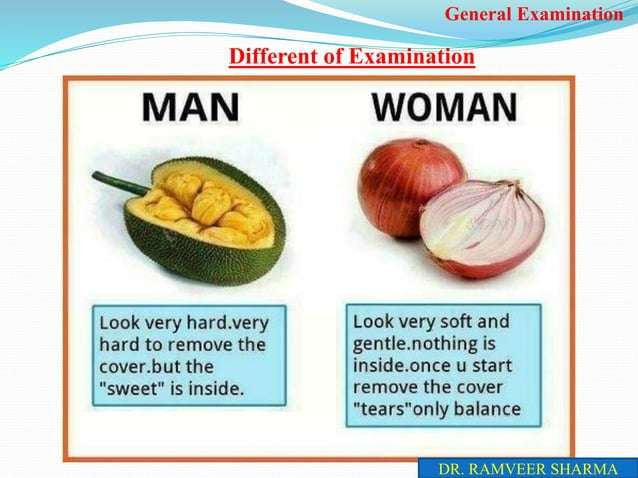 General Examination
Different of Examination
MAN
WOMAN
Look very hard.very
hard to remove the
cover.but the
"sweet" is inside.
Look very soft and
gentle.nothing is
inside.once u start
remove the cover
"tears"only balance
DR. RAMVEER SHARMA